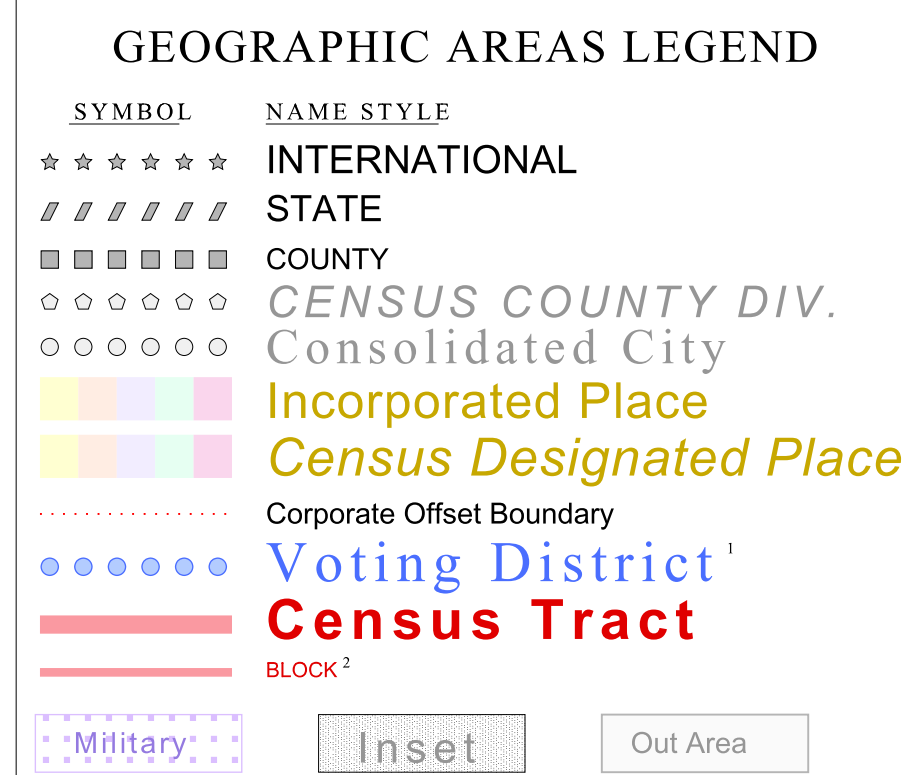 GEOGRAPHIC AREAS LEGEND
SYMBOL NAME STYLE
INTERNATIONAL
STATE
COUNTY
CENSUS COUNTY DIV.
Consolidated City
Incorporated Place
Census Designated Place
Corporate Offset Boundary
Voting District 1
Census Tract
BLOCK 2
Military Inset Out Area